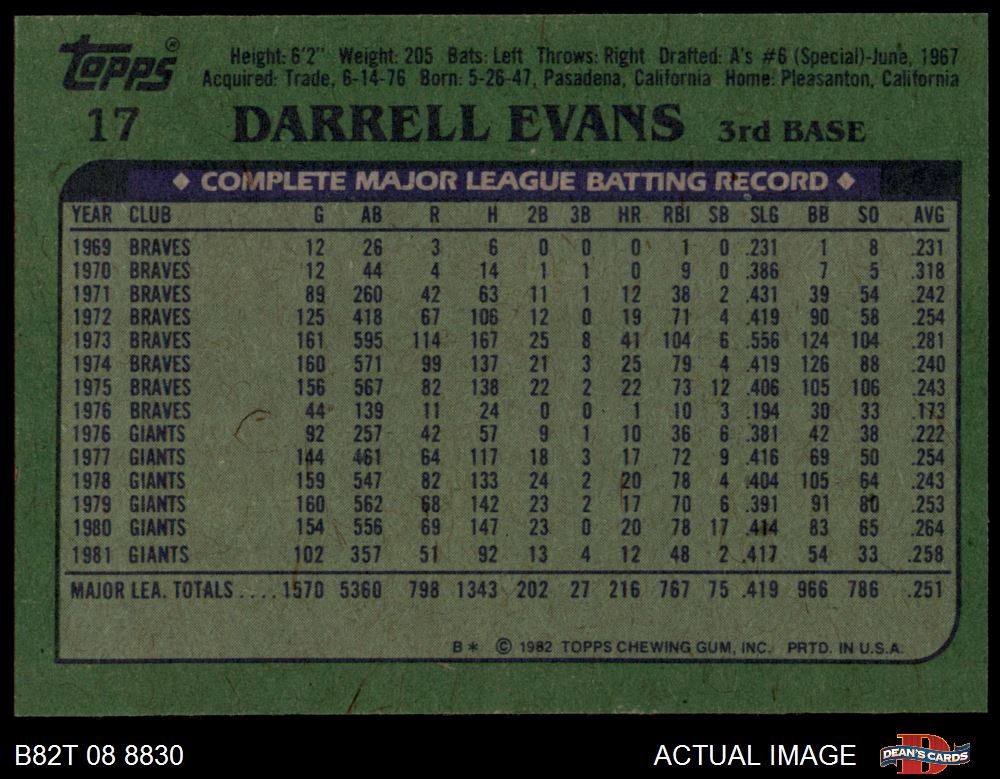 Topps®
Height: 6'2" Weight: 205 Bats: Left Throws: Right Drafted: A's #6 (Special)-June, 1967
Acquired: Trade, 6-14-76 Born: 5-26-47, Pasadena, California Home: Pleasanton, California
17 DARRELL EVANS 3rd BASE
◆ COMPLETE MAJOR LEAGUE BATTING RECORD ◆
YEAR CLUB G AB R H 2B 3B HR RBI SB SLG BB SO AVG
1969 BRAVES 12 26 3 6 0 0 0 1 0 .231 1 8 .231
1970 BRAVES 12 44 4 14 1 1 0 9 0 .386 7 5 .318
1971 BRAVES 89 260 42 63 11 1 12 38 2 .431 39 54 .242
1972 BRAVES 125 418 67 106 12 0 19 71 4 .419 90 58 .254
1973 BRAVES 161 595 114 167 25 8 41 104 6 .556 124 104 .281
1974 BRAVES 160 571 99 137 21 3 25 79 4 .419 126 88 .240
1975 BRAVES 156 567 82 138 22 2 22 73 12 .406 105 106 .243
1976 BRAVES 44 139 11 24 0 0 1 10 3 .194 30 33 .173
1976 GIANTS 92 257 42 57 9 1 10 36 6 .381 42 38 .222
1977 GIANTS 144 461 64 117 18 3 17 72 9 .416 69 50 .254
1978 GIANTS 159 547 82 133 24 2 20 78 4 .404 105 64 .243
1979 GIANTS 160 562 68 142 23 2 17 70 6 .391 91 80 .253
1980 GIANTS 154 556 69 147 23 0 20 78 17 .414 83 65 .264
1981 GIANTS 102 357 51 92 13 4 12 48 2 .417 54 33 .258
MAJOR LEA. TOTALS .... 1570 5360 798 1343 202 27 216 767 75 .419 966 786 .251
B* © 1982 TOPPS CHEWING GUM, INC. PRTD. IN U.S.A.
B82T 08 8830 ACTUAL IMAGE DEAN'S CARDS